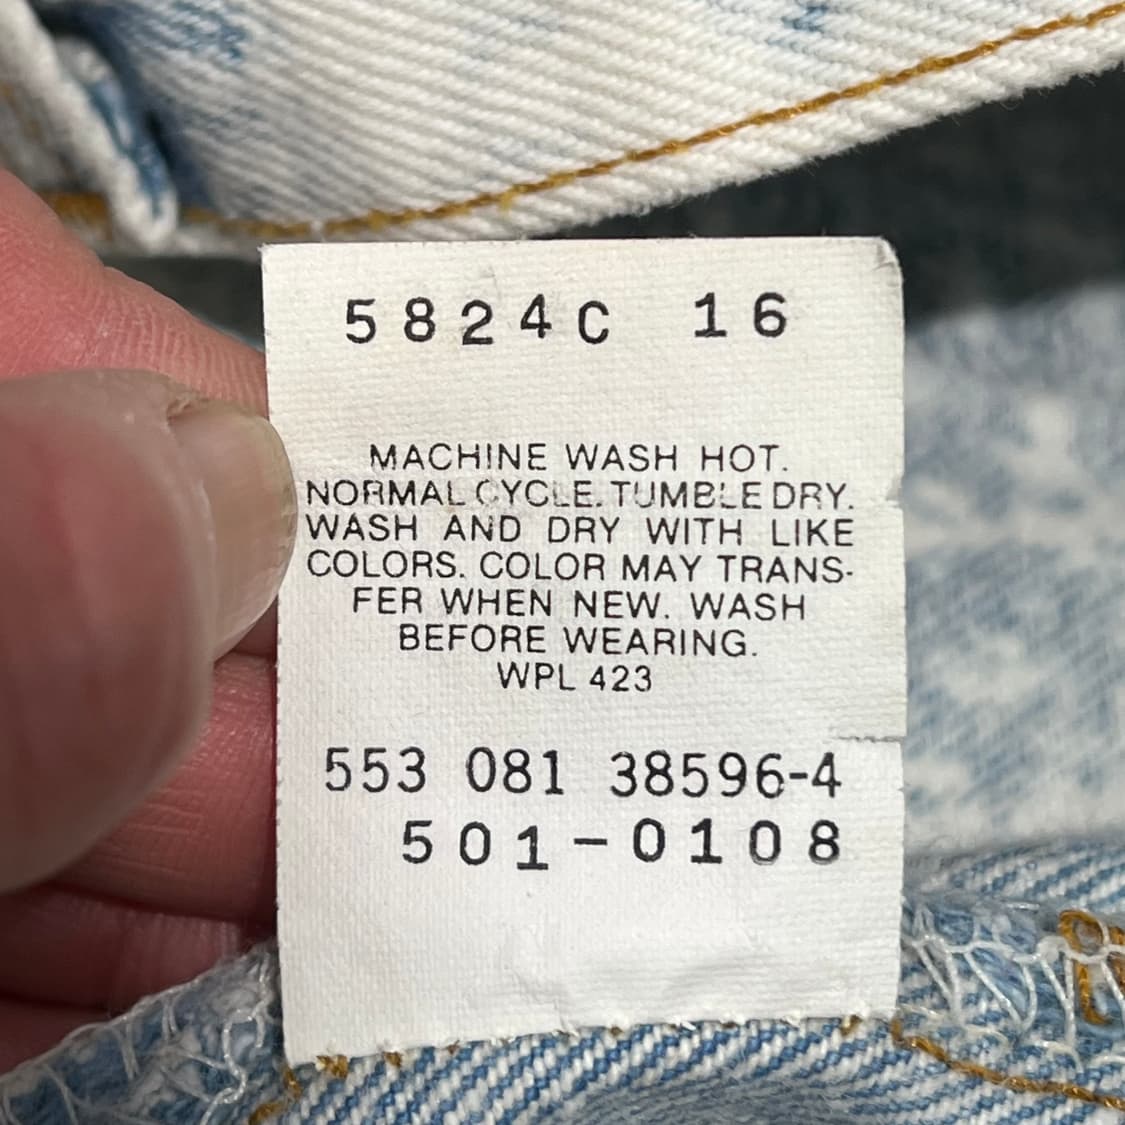 5824C 16
MACHINE WASH HOT.
NORMAL CYCLE. TUMBLE DRY.
WASH AND DRY WITH LIKE
COLORS. COLOR MAY TRANS-
FER WHEN NEW. WASH
BEFORE WEARING.
WPL 423
553 081 38596-4
501-0108